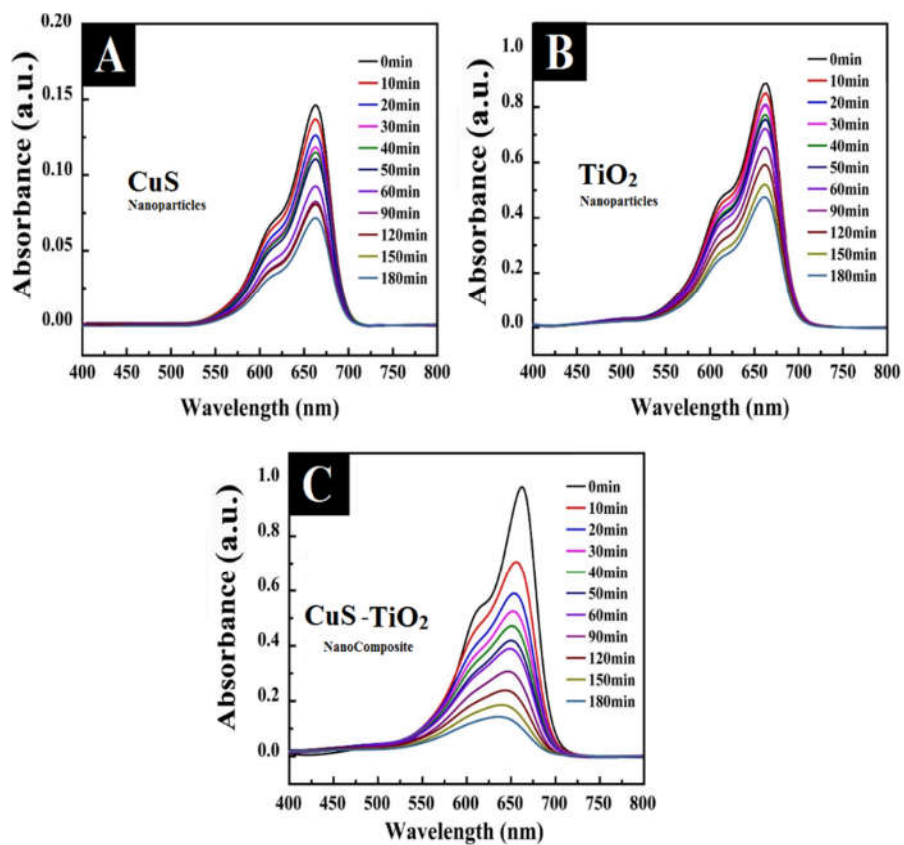 A
Absorbance (a.u.)
0.20
0.15
0.10
0.05
0.00
CuS
Nanoparticles
0min
10min
20min
30min
40min
50min
60min
90min
120min
150min
180min
400 450 500 550 600 650 700 750 800
Wavelength (nm)
B
Absorbance (a.u.)
1.0
0.8
0.6
0.4
0.2
0.0
TiO₂
Nanoparticles
0min
10min
20min
30min
40min
50min
60min
90min
120min
150min
180min
400 450 500 550 600 650 700 750 800
Wavelength (nm)
C
Absorbance (a.u.)
1.0
0.8
0.6
0.4
0.2
0.0
CuS -TiO₂
NanoComposite
0min
10min
20min
30min
40min
50min
60min
90min
120min
150min
180min
400 450 500 550 600 650 700 750 800
Wavelength (nm)